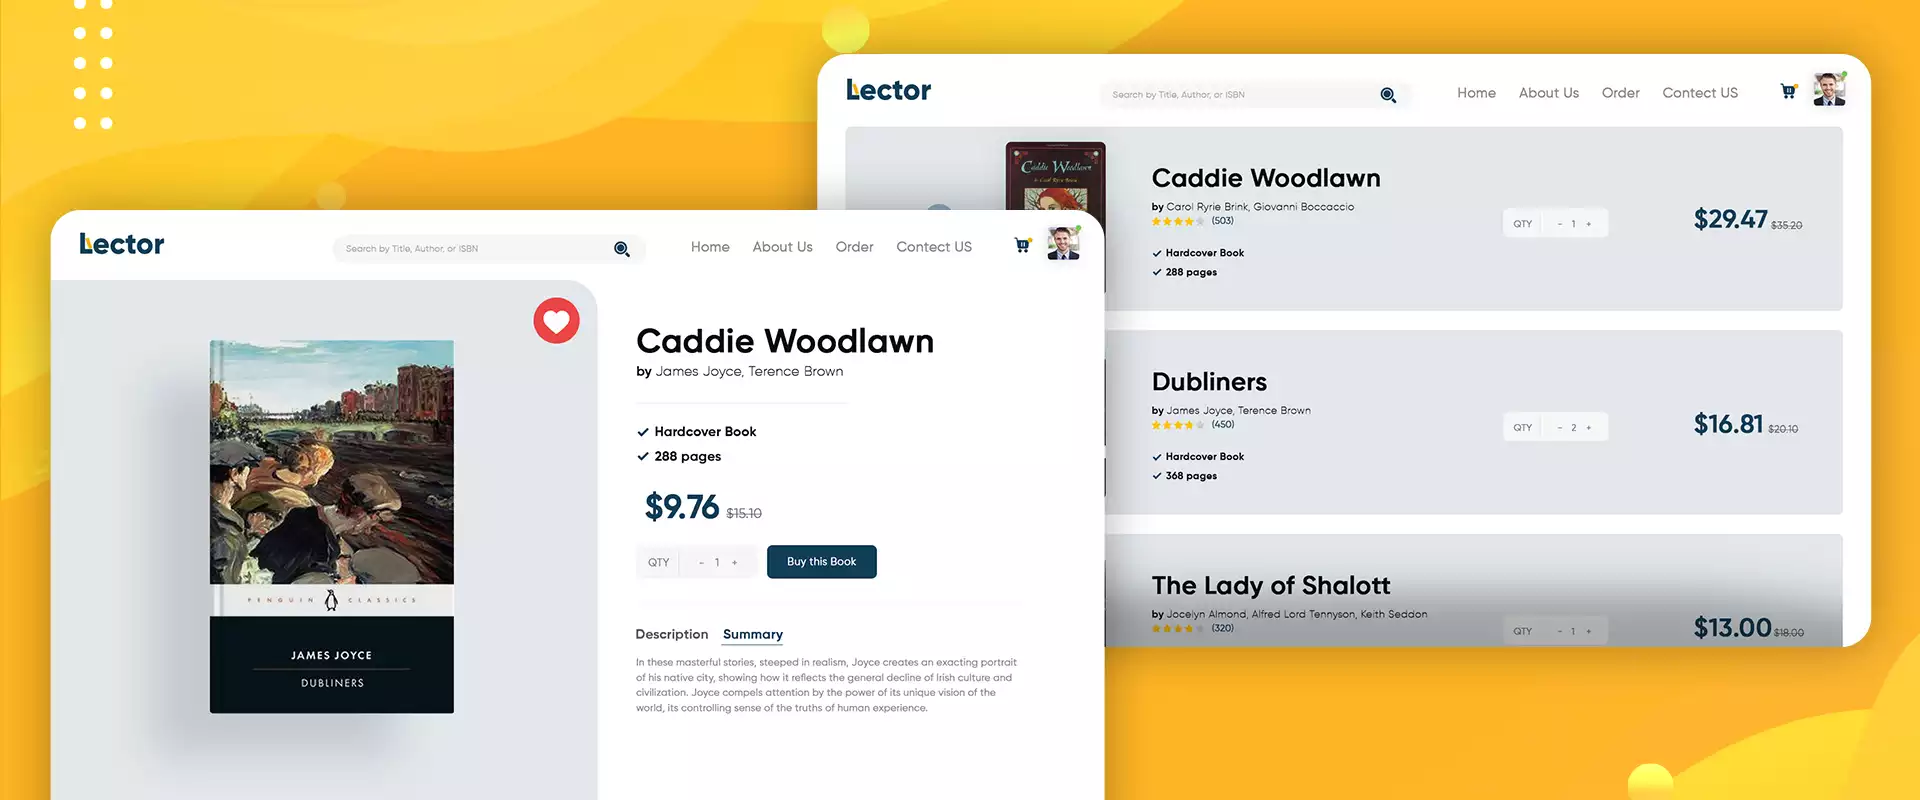 Lector
Search by Title, Author, or ISBN
Home About Us Order Contect US
Caddie Woodlawn
by Carol Ryrie Brink, Giovanni Boccaccio
(503)
Hardcover Book
288 pages
QTY - 1 +
$29.47 $35.20
Dubliners
by James Joyce, Terence Brown
(450)
Hardcover Book
368 pages
QTY - 2 +
$16.81 $20.10
The Lady of Shalott
by Jocelyn Almond, Alfred Lord Tennyson, Keith Seddon
(320)
QTY - 1 +
$13.00 $18.00
Caddie Woodlawn
by Carol Ryrie Brink
Lector
Search by Title, Author, or ISBN
Home About Us Order Contect US
PENGUIN CLASSICS
JAMES JOYCE
DUBLINERS
Caddie Woodlawn
by James Joyce, Terence Brown
Hardcover Book
288 pages
$9.76 $15.10
QTY - 1 +
Buy this Book
Description Summary
In these masterful stories, steeped in realism, Joyce creates an exacting portrait
of his native city, showing how it reflects the general decline of Irish culture and
civilization. Joyce compels attention by the power of its unique vision of the
world, its controlling sense of the truths of human experience.